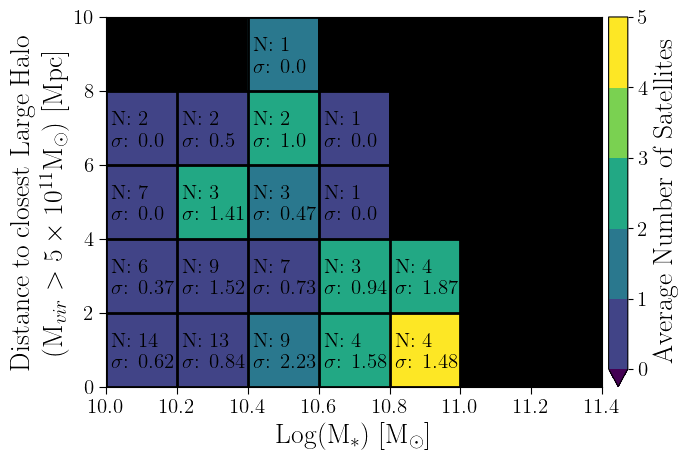 Distance to closest Large Halo
(M_{vir} > 5 × 10^{11}M_⊙) [Mpc]
10
8
6
4
2
0
N: 1
σ: 0.0
N: 2
σ: 0.0
N: 2
σ: 0.5
N: 2
σ: 1.0
N: 1
σ: 0.0
N: 7
σ: 0.0
N: 3
σ: 1.41
N: 3
σ: 0.47
N: 1
σ: 0.0
N: 6
σ: 0.37
N: 9
σ: 1.52
N: 7
σ: 0.73
N: 3
σ: 0.94
N: 4
σ: 1.87
N: 14
σ: 0.62
N: 13
σ: 0.84
N: 9
σ: 2.23
N: 4
σ: 1.58
N: 4
σ: 1.48
10.0 10.2 10.4 10.6 10.8 11.0 11.2 11.4
Log(M_*) [M_⊙]
5
4
3
2
1
0
Average Number of Satellites